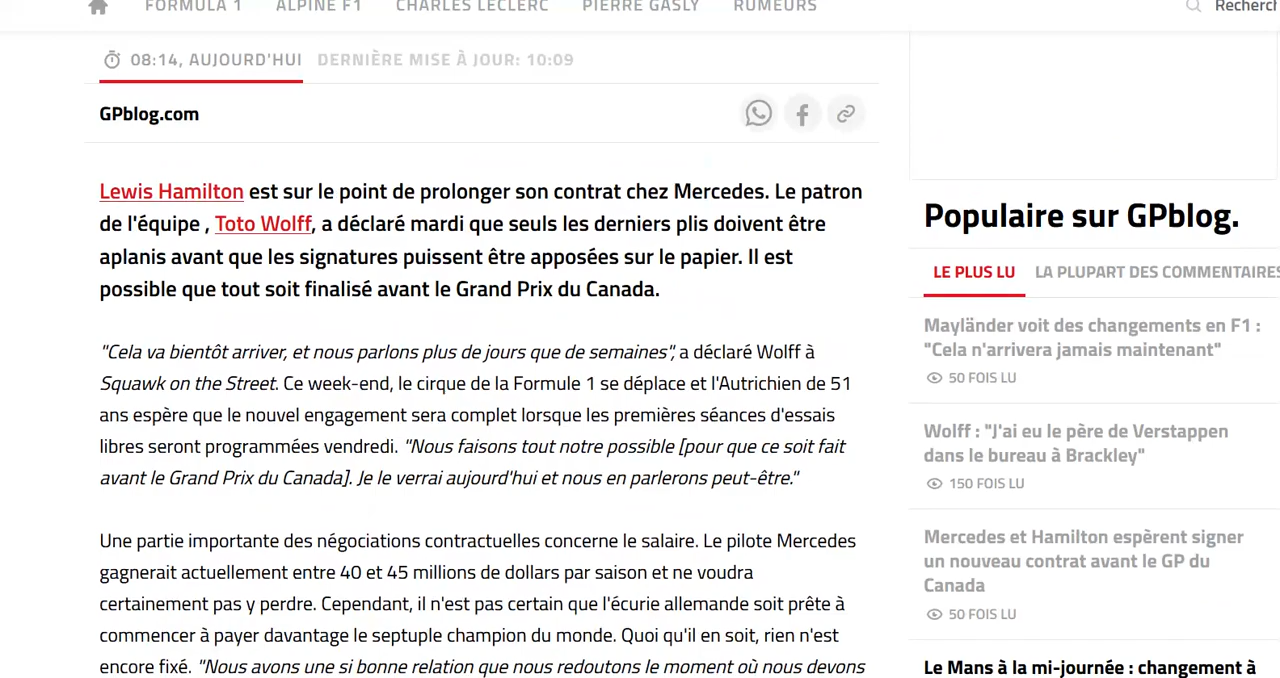 FORMULA 1 ALPINE F1 CHARLES LECLERC PIERRE GASLY RUMEURS Recherch
08:14, AUJOURD'HUI DERNIÈRE MISE À JOUR: 10:09
GPblog.com
Lewis Hamilton est sur le point de prolonger son contrat chez Mercedes. Le patron
de l'équipe , Toto Wolff, a déclaré mardi que seuls les derniers plis doivent être
aplanis avant que les signatures puissent être apposées sur le papier. Il est
possible que tout soit finalisé avant le Grand Prix du Canada.
"Cela va bientôt arriver, et nous parlons plus de jours que de semaines", a déclaré Wolff à
Squawk on the Street. Ce week-end, le cirque de la Formule 1 se déplace et l'Autrichien de 51
ans espère que le nouvel engagement sera complet lorsque les premières séances d'essais
libres seront programmées vendredi. "Nous faisons tout notre possible [pour que ce soit fait
avant le Grand Prix du Canada]. Je le verrai aujourd'hui et nous en parlerons peut-être."
Une partie importante des négociations contractuelles concerne le salaire. Le pilote Mercedes
gagnerait actuellement entre 40 et 45 millions de dollars par saison et ne voudra
certainement pas y perdre. Cependant, il n'est pas certain que l'écurie allemande soit prête à
commencer à payer davantage le septuple champion du monde. Quoi qu'il en soit, rien n'est
encore fixé. "Nous avons une si bonne relation que nous redoutons le moment où nous devons
Populaire sur GPblog.
LE PLUS LU LA PLUPART DES COMMENTAIRES
Mayländer voit des changements en F1 :
"Cela n'arrivera jamais maintenant"
50 FOIS LU
Wolff : "J'ai eu le père de Verstappen
dans le bureau à Brackley"
150 FOIS LU
Mercedes et Hamilton espèrent signer
un nouveau contrat avant le GP du
Canada
50 FOIS LU
Le Mans à la mi-journée : changement à